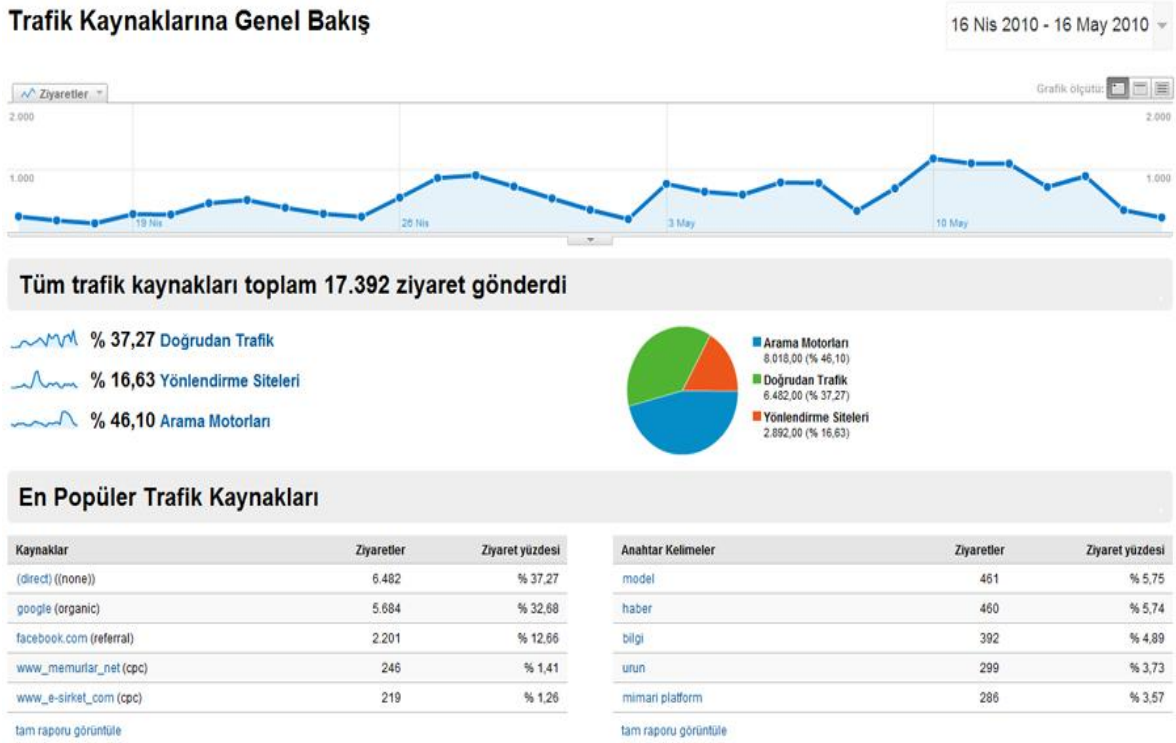 Trafik Kaynaklarına Genel Bakış
16 Nis 2010 - 16 May 2010
Ziyaretler
Grafik ölçütü:
2.000 2.000
1.000 1.000
19 Nis 26 Nis 3 May 10 May
Tüm trafik kaynakları toplam 17.392 ziyaret gönderdi
% 37,27 Doğrudan Trafik
% 16,63 Yönlendirme Siteleri
% 46,10 Arama Motorları
Arama Motorları
8.018,00 (% 46,10)
Doğrudan Trafik
6.482,00 (% 37,27)
Yönlendirme Siteleri
2.892,00 (% 16,63)
En Popüler Trafik Kaynakları
Kaynaklar Ziyaretler Ziyaret yüzdesi
(direct) ((none)) 6.482 % 37,27
google (organic) 5.684 % 32,68
facebook.com (referral) 2.201 % 12,66
www_memurlar_net (cpc) 246 % 1,41
www_e-sirket_com (cpc) 219 % 1,26
tam raporu görüntüle
Anahtar Kelimeler Ziyaretler Ziyaret yüzdesi
model 461 % 5,75
haber 460 % 5,74
bilgi 392 % 4,89
urun 299 % 3,73
mimari platform 286 % 3,57
tam raporu görüntüle